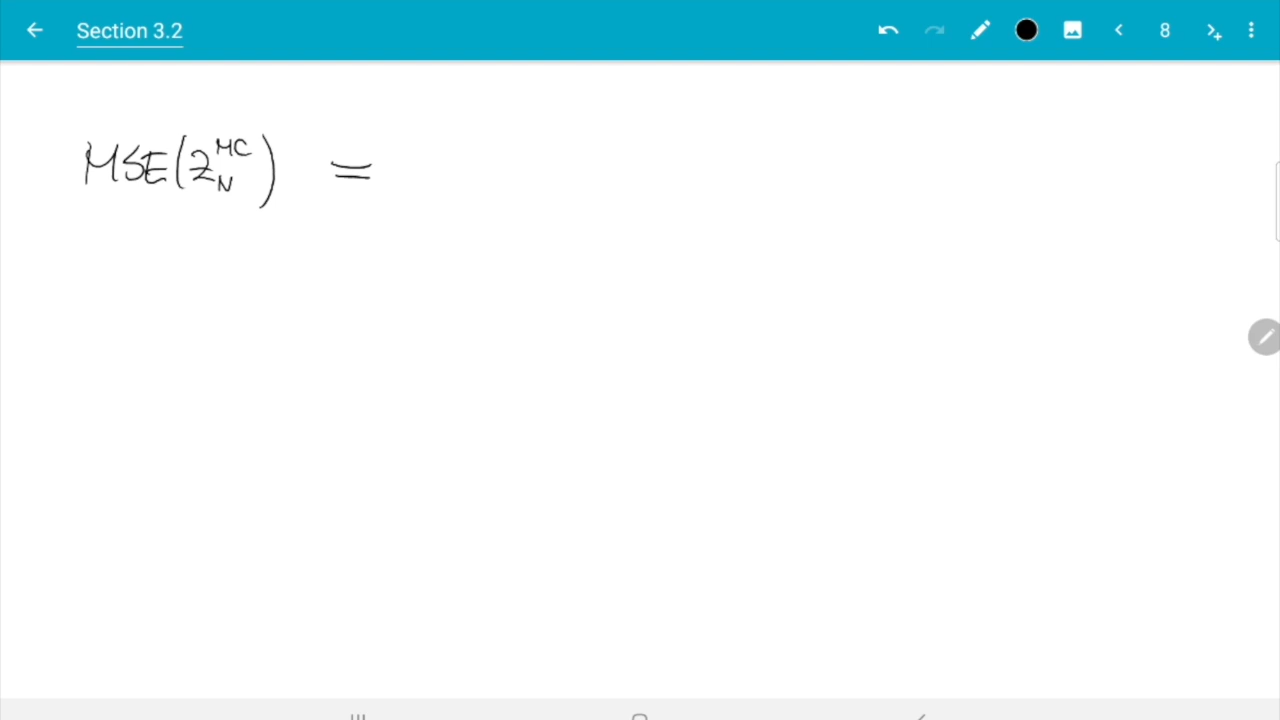 Section 3.2
8
MSE(Z_N^MC) =